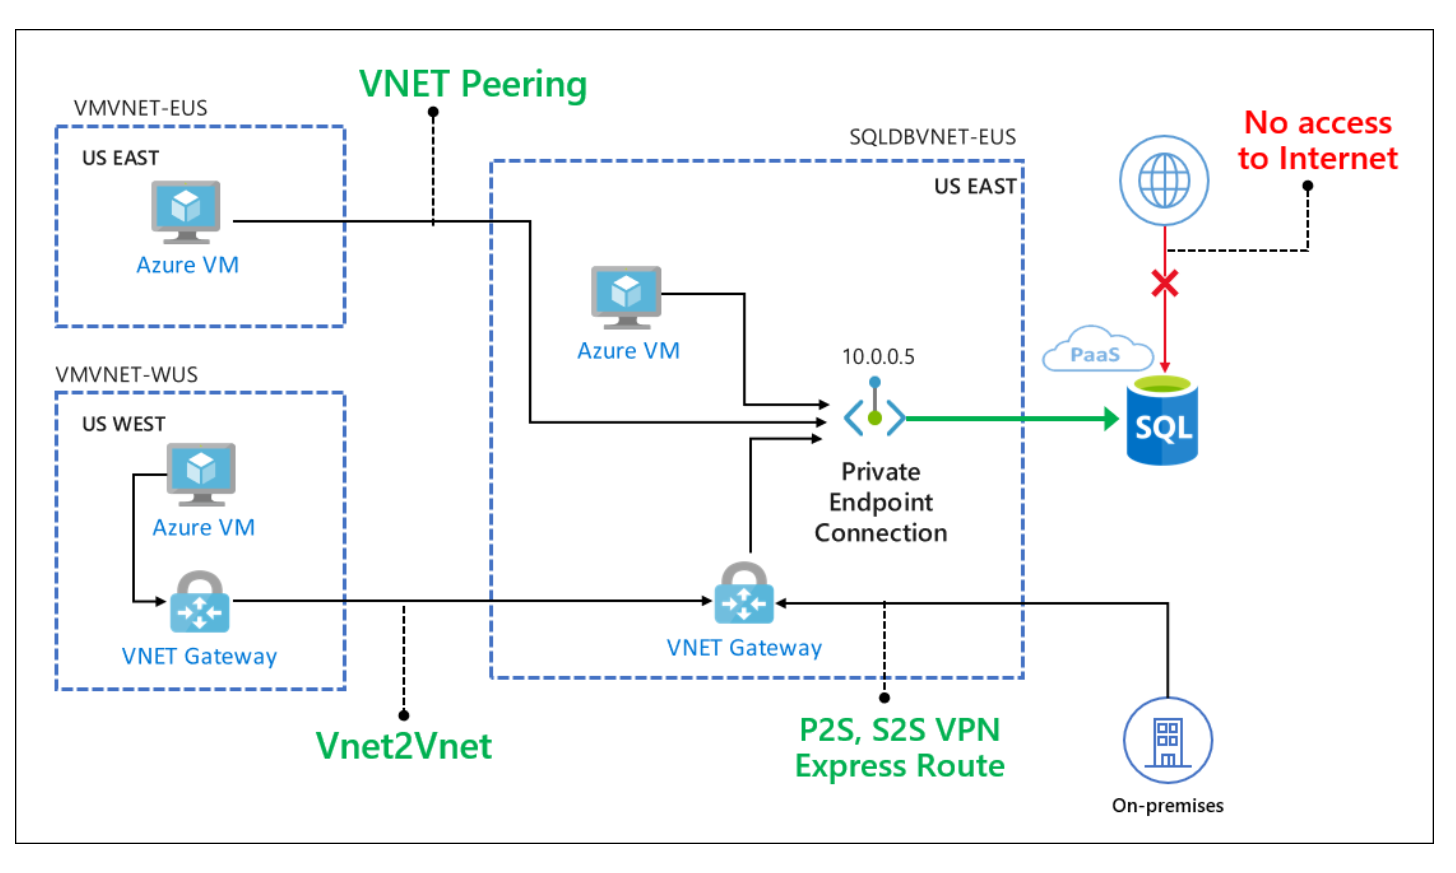 VNET Peering
VMVNET-EUS
US EAST
Azure VM
SQLDBVNET-EUS
US EAST
No access
to Internet
Azure VM
10.0.0.5
PaaS
SQL
Private
Endpoint
Connection
VMVNET-WUS
US WEST
Azure VM
VNET Gateway
VNET Gateway
Vnet2Vnet
P2S, S2S VPN
Express Route
On-premises